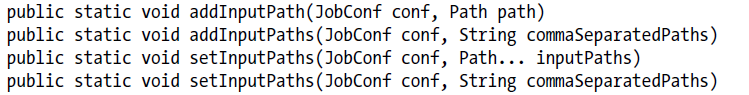 public static void addInputPath(JobConf conf, Path path)
public static void addInputPaths(JobConf conf, String commaSeparatedPaths)
public static void setInputPaths(JobConf conf, Path... inputPaths)
public static void setInputPaths(JobConf conf, String commaSeparatedPaths)